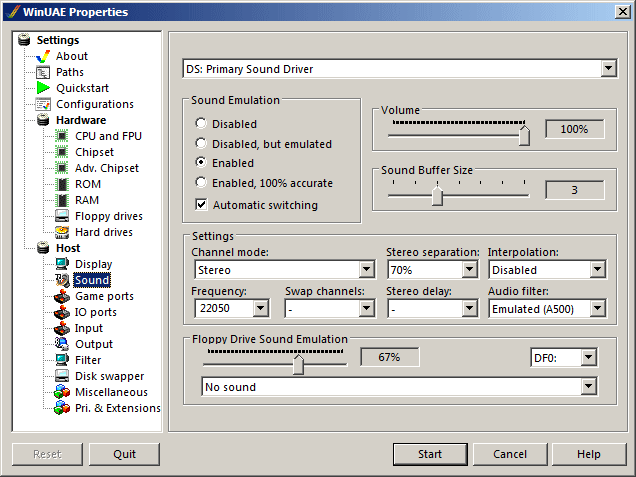 WinUAE Properties
Settings
About
Paths
Quickstart
Configurations
Hardware
CPU and FPU
Chipset
Adv. Chipset
ROM
RAM
Floppy drives
Hard drives
Host
Display
Sound
Game ports
IO ports
Input
Output
Filter
Disk swapper
Miscellaneous
Pri. & Extensions
DS: Primary Sound Driver
Sound Emulation
Disabled
Disabled, but emulated
Enabled
Enabled, 100% accurate
Automatic switching
Volume
100%
Sound Buffer Size
3
Settings
Channel mode: Stereo separation: Interpolation:
Stereo 70% Disabled
Frequency: Swap channels: Stereo delay: Audio filter:
22050 - - Emulated (A500)
Floppy Drive Sound Emulation
67% DF0:
No sound
Reset Quit Start Cancel Help